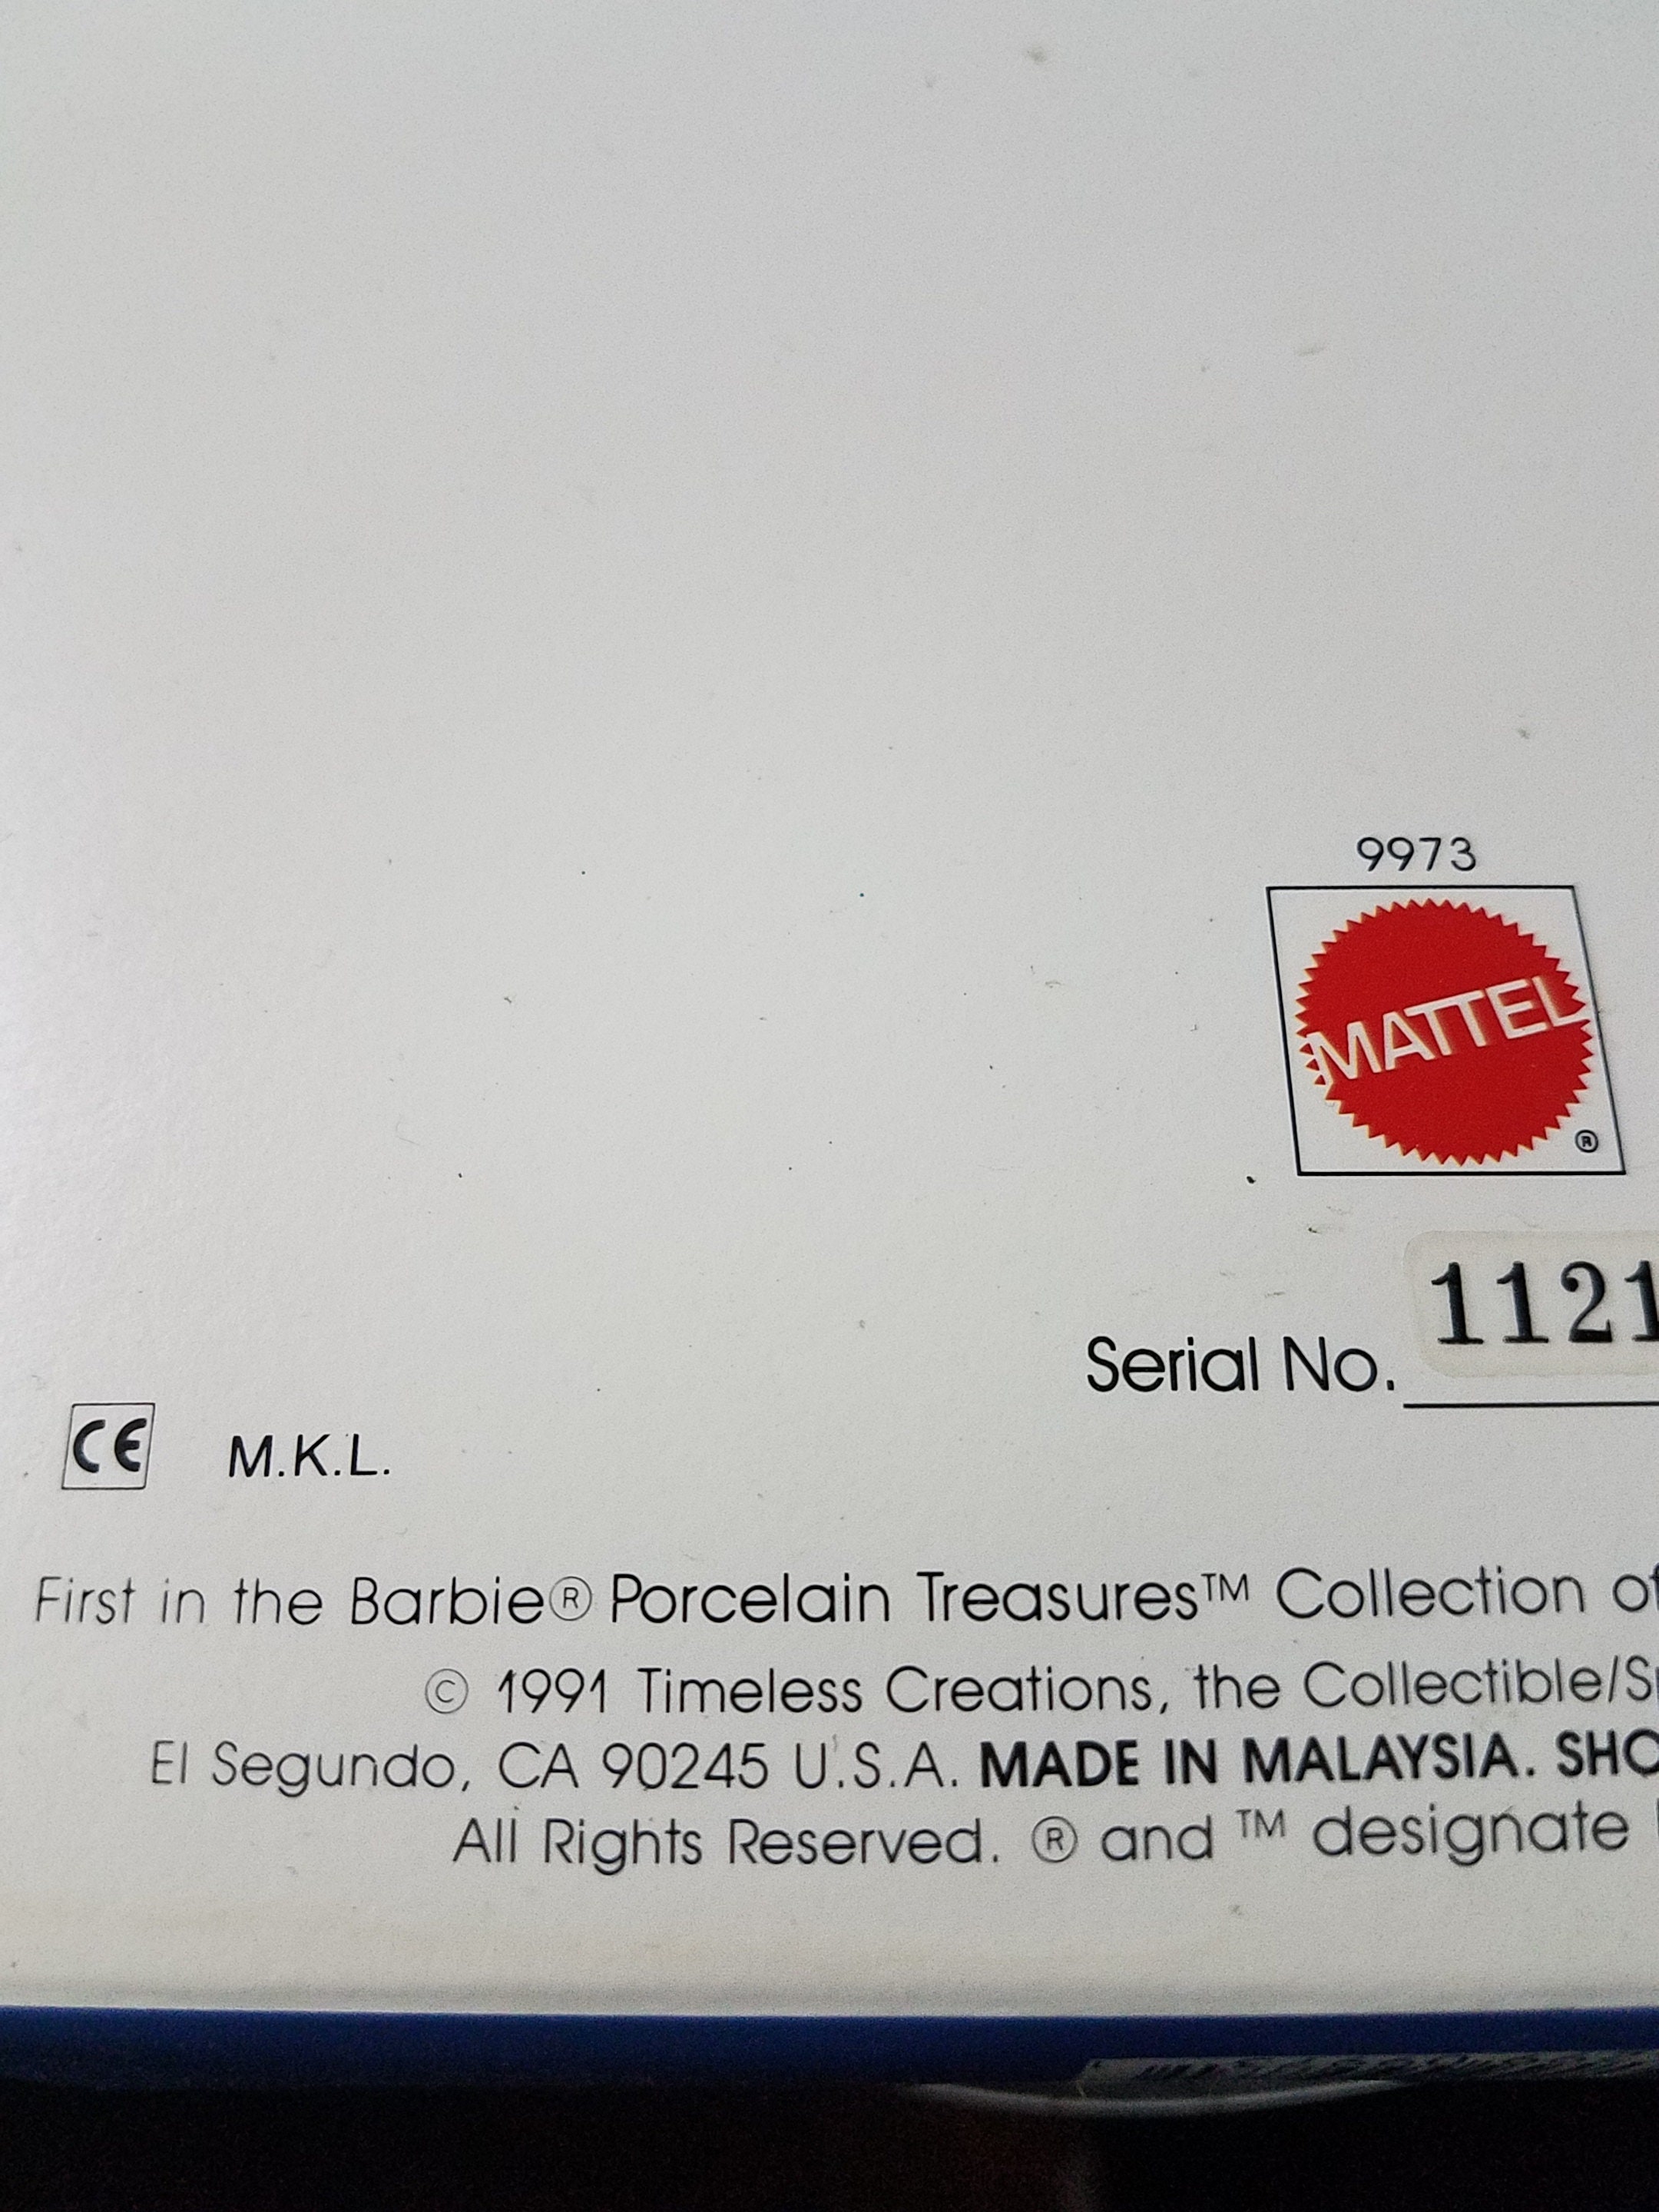 9973
MATTEL
®
1121
Serial No.
CE M.K.L.
First in the Barbie® Porcelain Treasures™ Collection
© 1991 Timeless Creations, the Collectible/
El Segundo, CA 90245 U.S.A. MADE IN MALAYSIA.
All Rights Reserved. ® and ™ designate